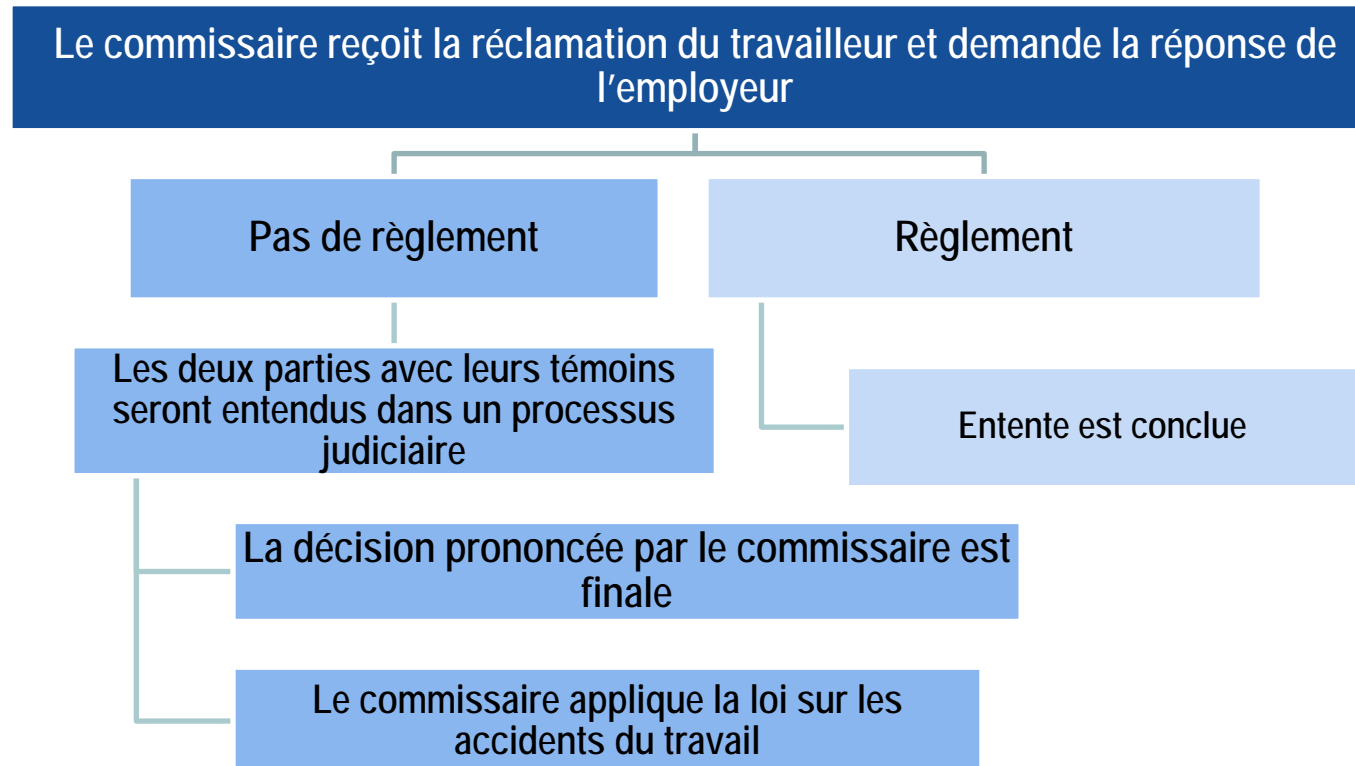 Le commissaire reçoit la réclamation du travailleur et demande la réponse de
l'employeur
Pas de règlement
Règlement
Les deux parties avec leurs témoins
seront entendus dans un processus
judiciaire
Entente est conclue
La décision prononcée par le commissaire est
finale
Le commissaire applique la loi sur les
accidents du travail